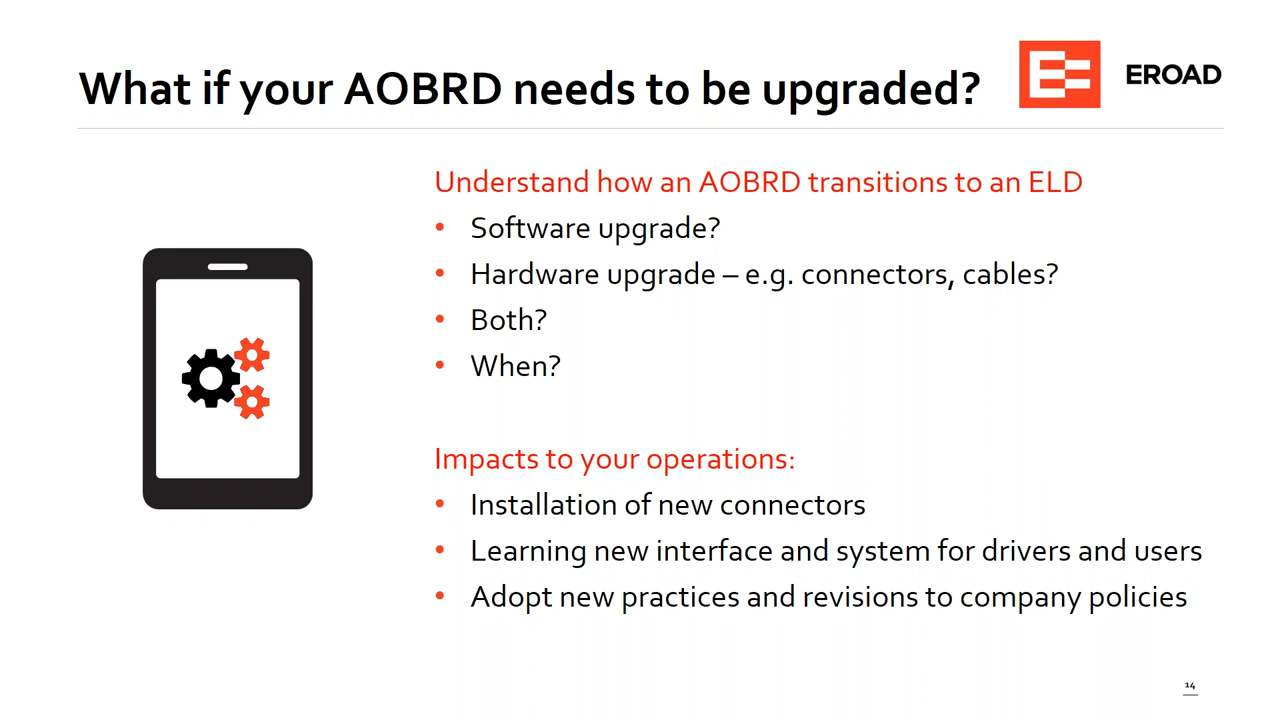 What if your AOBRD needs to be upgraded?
EROAD
Understand how an AOBRD transitions to an ELD
• Software upgrade?
• Hardware upgrade – e.g. connectors, cables?
• Both?
• When?
Impacts to your operations:
• Installation of new connectors
• Learning new interface and system for drivers and users
• Adopt new practices and revisions to company policies
14